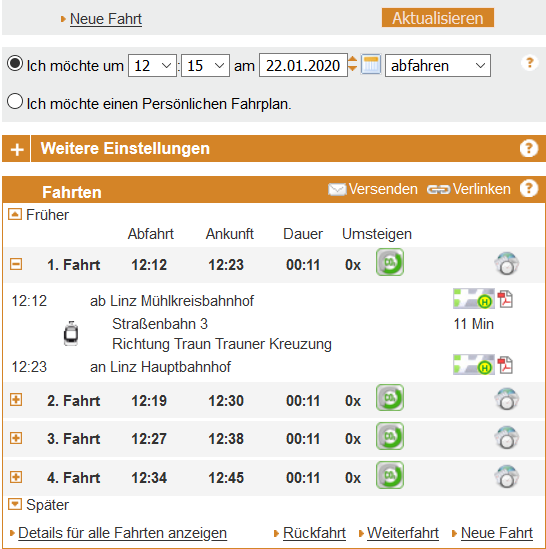 Neue Fahrt Aktualisieren
Ich möchte um 12 : 15 am 22.01.2020 abfahren ?
Ich möchte einen Persönlichen Fahrplan.
+ Weitere Einstellungen ?
Fahrten Versenden Verlinken ?
Früher
Abfahrt Ankunft Dauer Umsteigen
1. Fahrt 12:12 12:23 00:11 0x CO₂
12:12 ab Linz Mühlkreisbahnhof H
Straßenbahn 3 11 Min
Richtung Traun Trauner Kreuzung
12:23 an Linz Hauptbahnhof H
2. Fahrt 12:19 12:30 00:11 0x CO₂
3. Fahrt 12:27 12:38 00:11 0x CO₂
4. Fahrt 12:34 12:45 00:11 0x CO₂
Später
Details für alle Fahrten anzeigen Rückfahrt Weiterfahrt Neue Fahrt